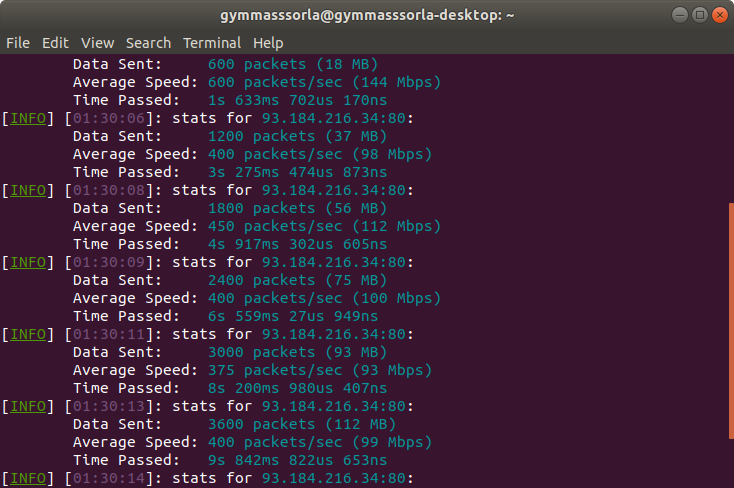 gymmasssorla@gymmasssorla-desktop: ~
File Edit View Search Terminal Help
Data Sent: 600 packets (18 MB)
Average Speed: 600 packets/sec (144 Mbps)
Time Passed: 1s 633ms 702us 170ns
[INFO] [01:30:06]: stats for 93.184.216.34:80:
Data Sent: 1200 packets (37 MB)
Average Speed: 400 packets/sec (98 Mbps)
Time Passed: 3s 275ms 474us 873ns
[INFO] [01:30:08]: stats for 93.184.216.34:80:
Data Sent: 1800 packets (56 MB)
Average Speed: 450 packets/sec (112 Mbps)
Time Passed: 4s 917ms 302us 605ns
[INFO] [01:30:09]: stats for 93.184.216.34:80:
Data Sent: 2400 packets (75 MB)
Average Speed: 400 packets/sec (100 Mbps)
Time Passed: 6s 559ms 27us 949ns
[INFO] [01:30:11]: stats for 93.184.216.34:80:
Data Sent: 3000 packets (93 MB)
Average Speed: 375 packets/sec (93 Mbps)
Time Passed: 8s 200ms 980us 407ns
[INFO] [01:30:13]: stats for 93.184.216.34:80:
Data Sent: 3600 packets (112 MB)
Average Speed: 400 packets/sec (99 Mbps)
Time Passed: 9s 842ms 822us 653ns
[INFO] [01:30:14]: stats for 93.184.216.34:80: